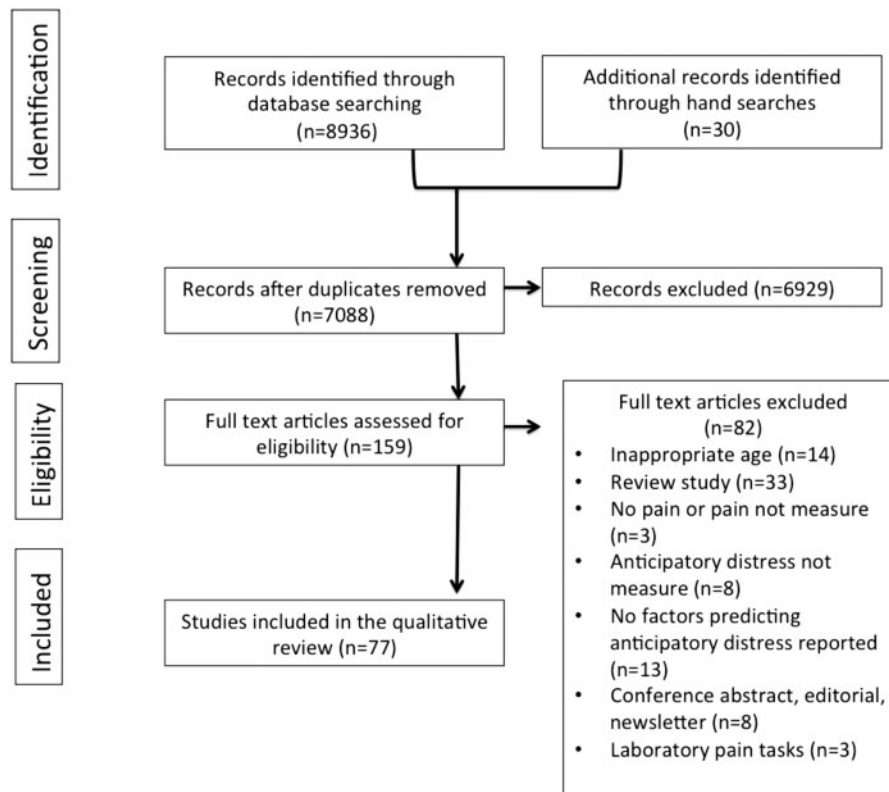 Identification
Records identified through
database searching
(n=8936)
Additional records identified
through hand searches
(n=30)
Screening
Records after duplicates removed
(n=7088)
Records excluded (n=6929)
Eligibility
Full text articles assessed for
eligibility (n=159)
Full text articles excluded
(n=82)
• Inappropriate age (n=14)
• Review study (n=33)
• No pain or pain not measure
(n=3)
• Anticipatory distress not
measure (n=8)
• No factors predicting
anticipatory distress reported
(n=13)
• Conference abstract, editorial,
newsletter (n=8)
• Laboratory pain tasks (n=3)
Included
Studies included in the qualitative
review (n=77)